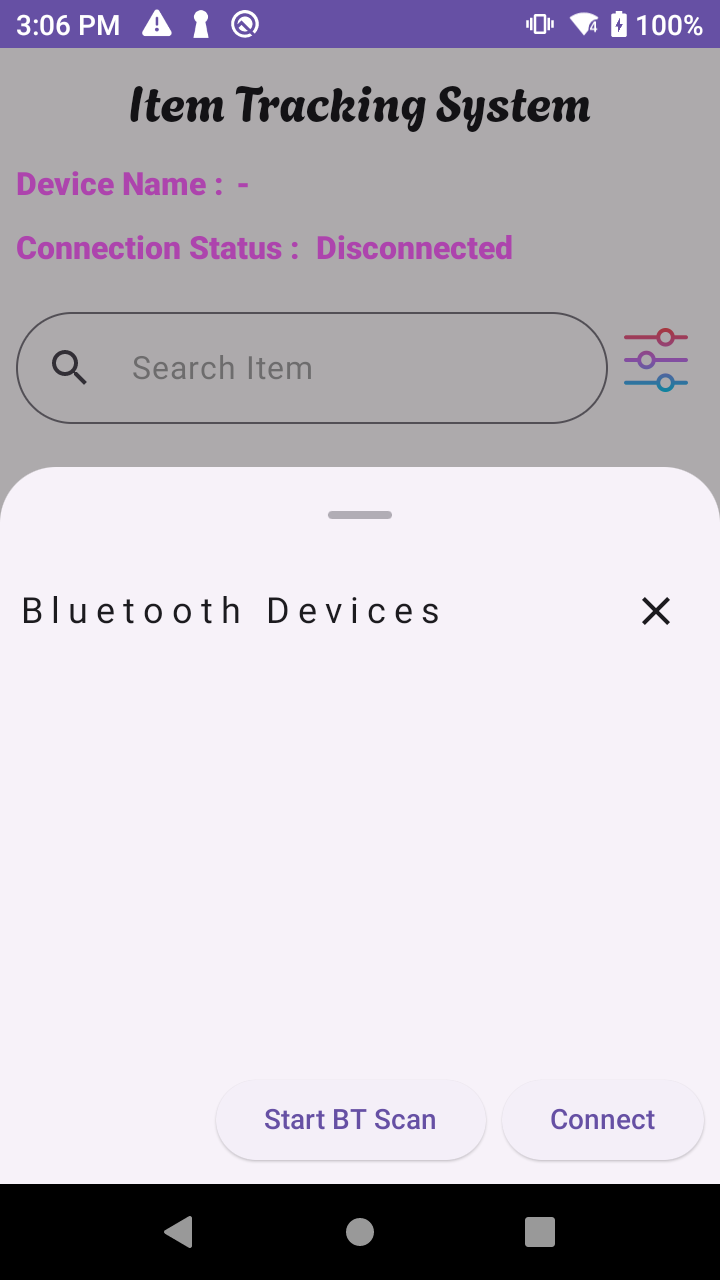 3:06 PM 4 100%
Item Tracking System
Device Name : -
Connection Status : Disconnected
Search Item
Bluetooth Devices
Start BT Scan Connect